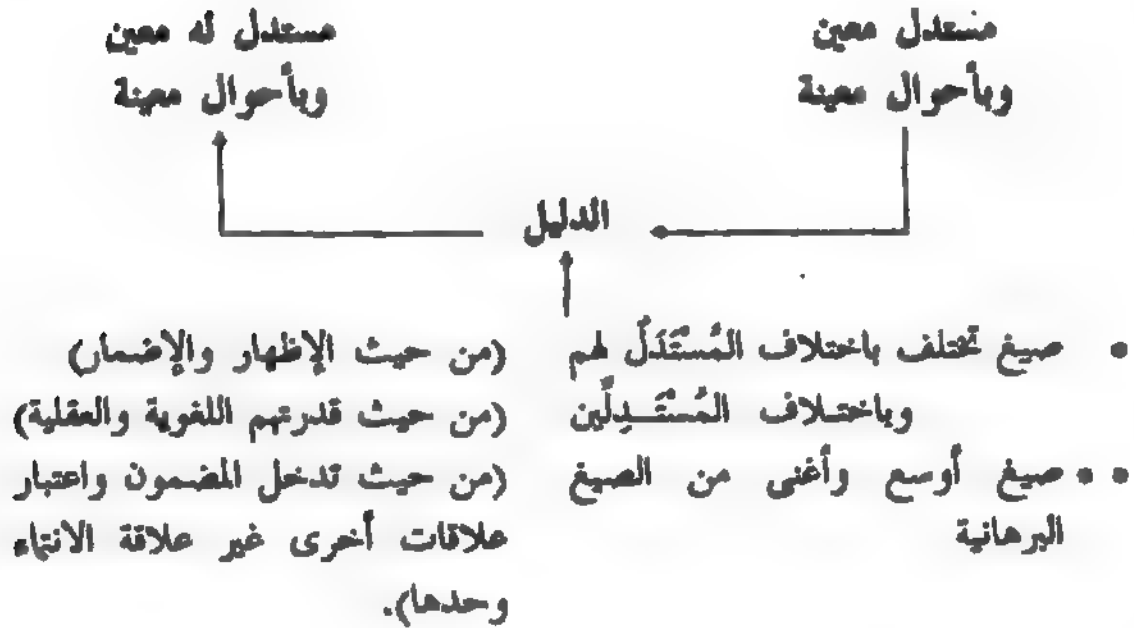 مستدل معين
وبأحوال معينة
مستدل له معين
وبأحوال معينة
الدليل
• صيغ تختلف باختلاف المُسْتَدَلِّ لهم
وباختلاف المُسْتَدِلِّين
• • صيغ أوسع وأغنى من الصيغ
البرهانية
(من حيث الإظهار والإضمار)
(من حيث قدرتهم اللغوية والعقلية)
(من حيث تدخل المضمون واعتبار
علاقات أخرى غير علاقة الانتماء
وحدها).